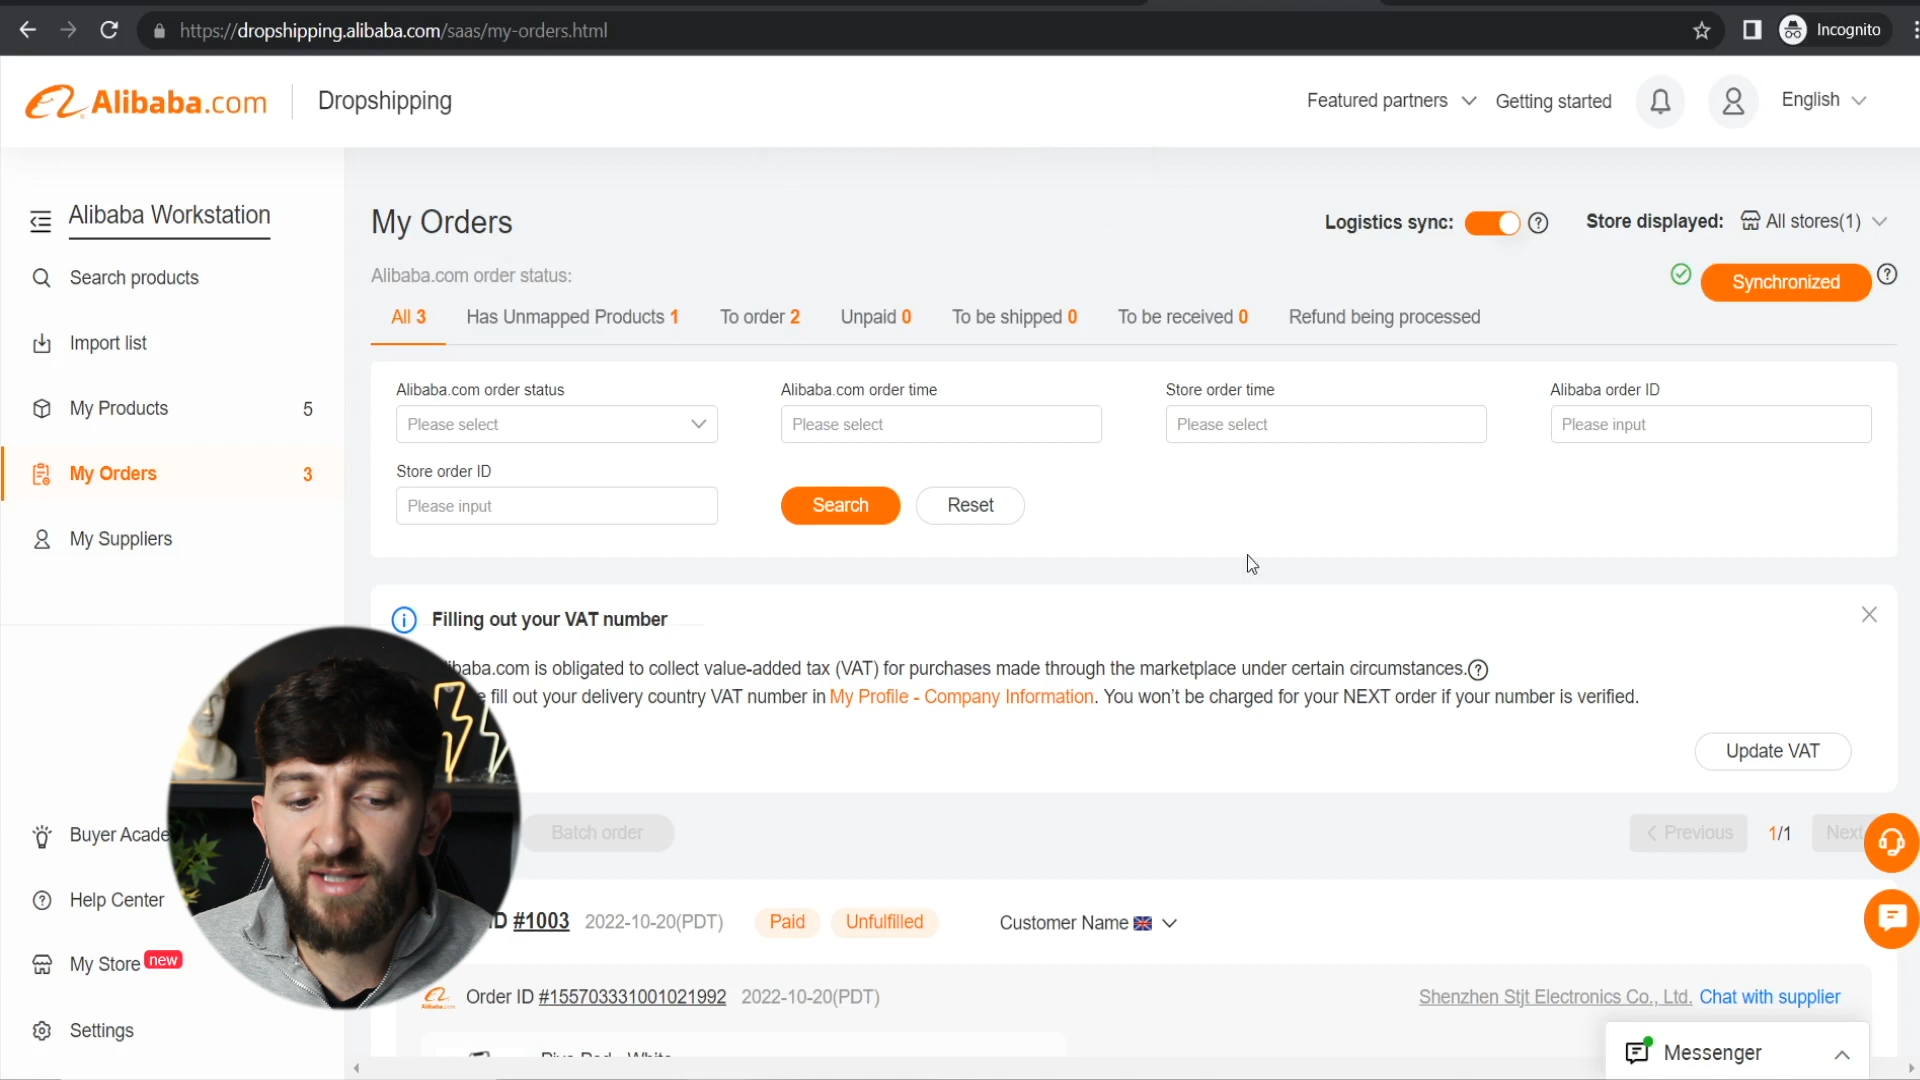 https://dropshipping.alibaba.com/saas/my-orders.html
Incognito
Alibaba.com
Dropshipping
Featured partners
Getting started
English
Alibaba Workstation
Search products
Import list
My Products 5
My Orders 3
My Suppliers
Buyer Acade
Help Center
My Store new
Settings
My Orders
Logistics sync:
Store displayed: All stores(1)
Alibaba.com order status:
Synchronized
All 3
Has Unmapped Products 1
To order 2
Unpaid 0
To be shipped 0
To be received 0
Refund being processed
Alibaba.com order status
Alibaba.com order time
Store order time
Alibaba order ID
Please select
Please select
Please select
Please input
Store order ID
Please input
Search
Reset
Filling out your VAT number
ibaba.com is obligated to collect value-added tax (VAT) for purchases made through the marketplace under certain circumstances.
e fill out your delivery country VAT number in My Profile - Company Information. You won't be charged for your NEXT order if your number is verified.
Update VAT
Batch order
Previous
1/1
Next
D #1003 2022-10-20(PDT) Paid Unfulfilled Customer Name
Order ID #155703331001021992 2022-10-20(PDT)
Shenzhen Stjt Electronics Co., Ltd. Chat with supplier
Messenger